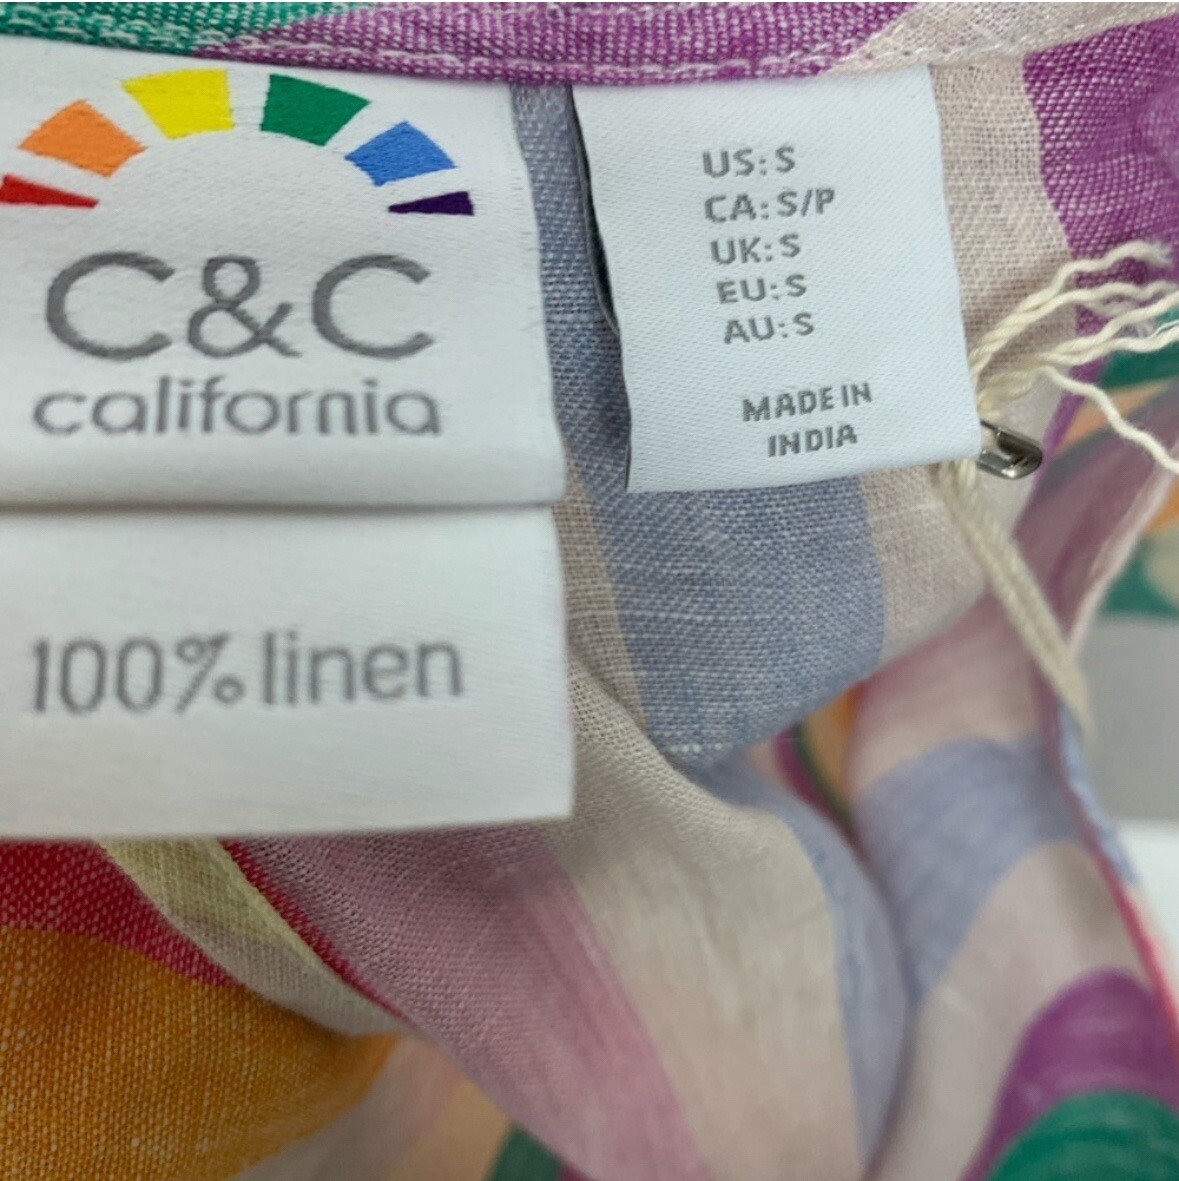 C&C
california
100% linen
US: S
CA: S/P
UK: S
EU: S
AU: S
MADE IN
INDIA